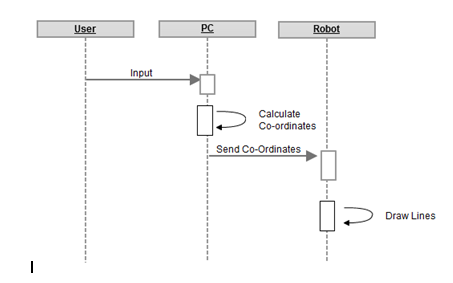 User
PC
Robot
Input
Calculate
Co-ordinates
Send Co-Ordinates
Draw Lines